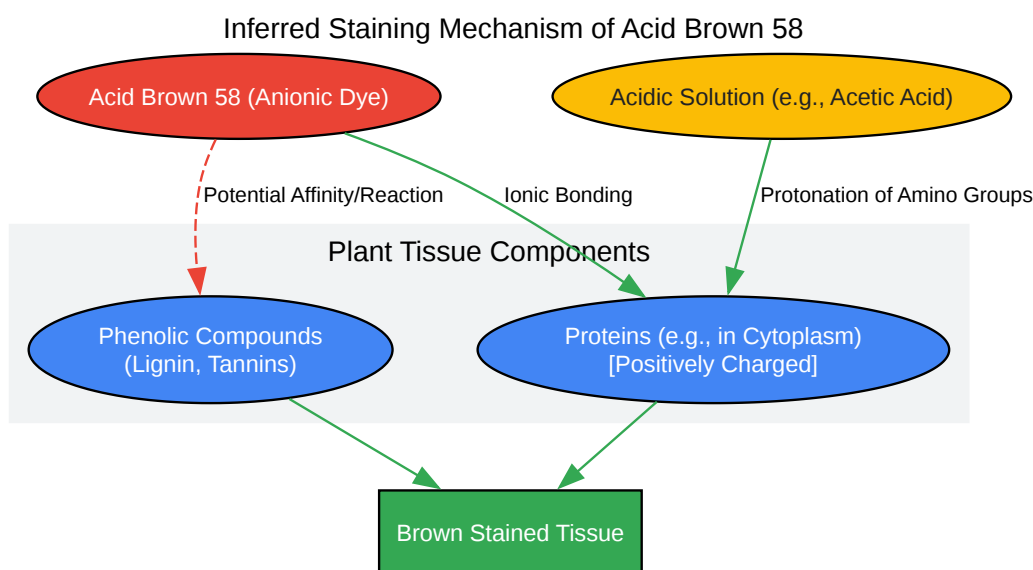 Inferred Staining Mechanism of Acid Brown 58
Acid Brown 58 (Anionic Dye)
Acidic Solution (e.g., Acetic Acid)
Potential Affinity/Reaction
Ionic Bonding
Protonation of Amino Groups
Plant Tissue Components
Phenolic Compounds
(Lignin, Tannins)
Proteins (e.g., in Cytoplasm)
[Positively Charged]
Brown Stained Tissue